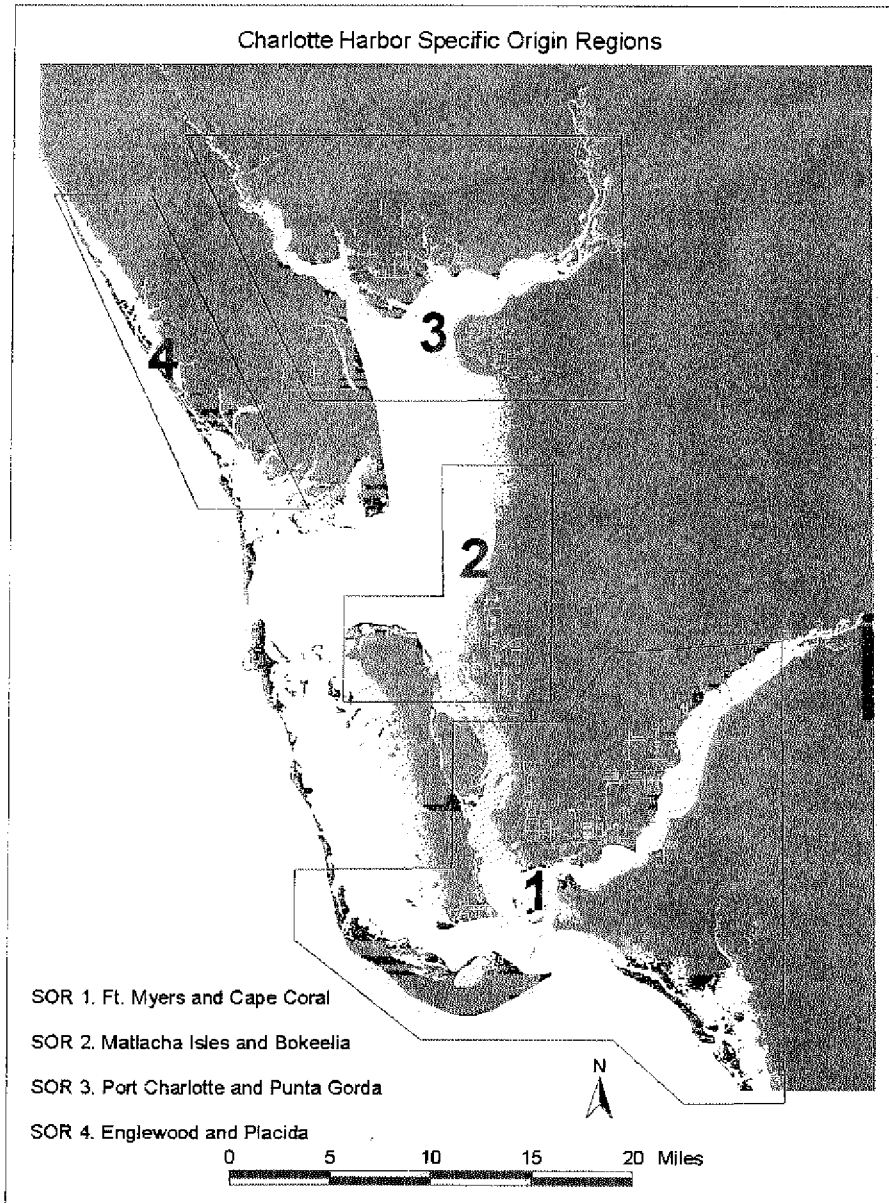 Charlotte Harbor Specific Origin Regions
3
4
2
1
SOR 1. Ft. Myers and Cape Coral
SOR 2. Matlacha Isles and Bokeelia
SOR 3. Port Charlotte and Punta Gorda
SOR 4. Englewood and Placida
N
0 5 10 15 20 Miles